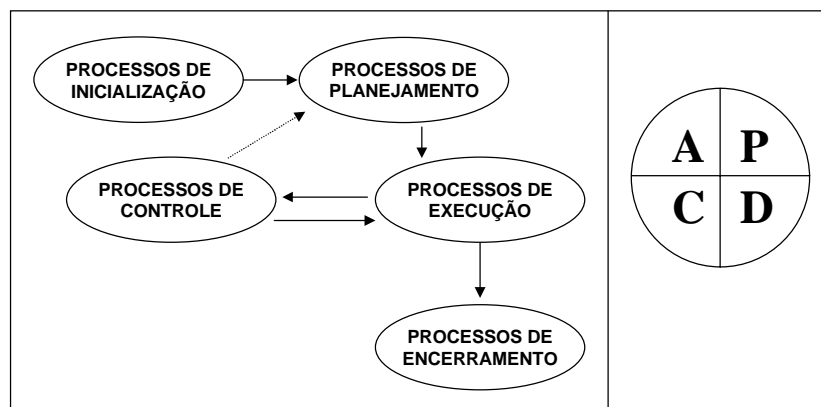 PROCESSOS DE
INICIALIZAÇÃO
PROCESSOS DE
PLANEJAMENTO
PROCESSOS DE
CONTROLE
PROCESSOS DE
EXECUÇÃO
PROCESSOS DE
ENCERRAMENTO
A P
C D